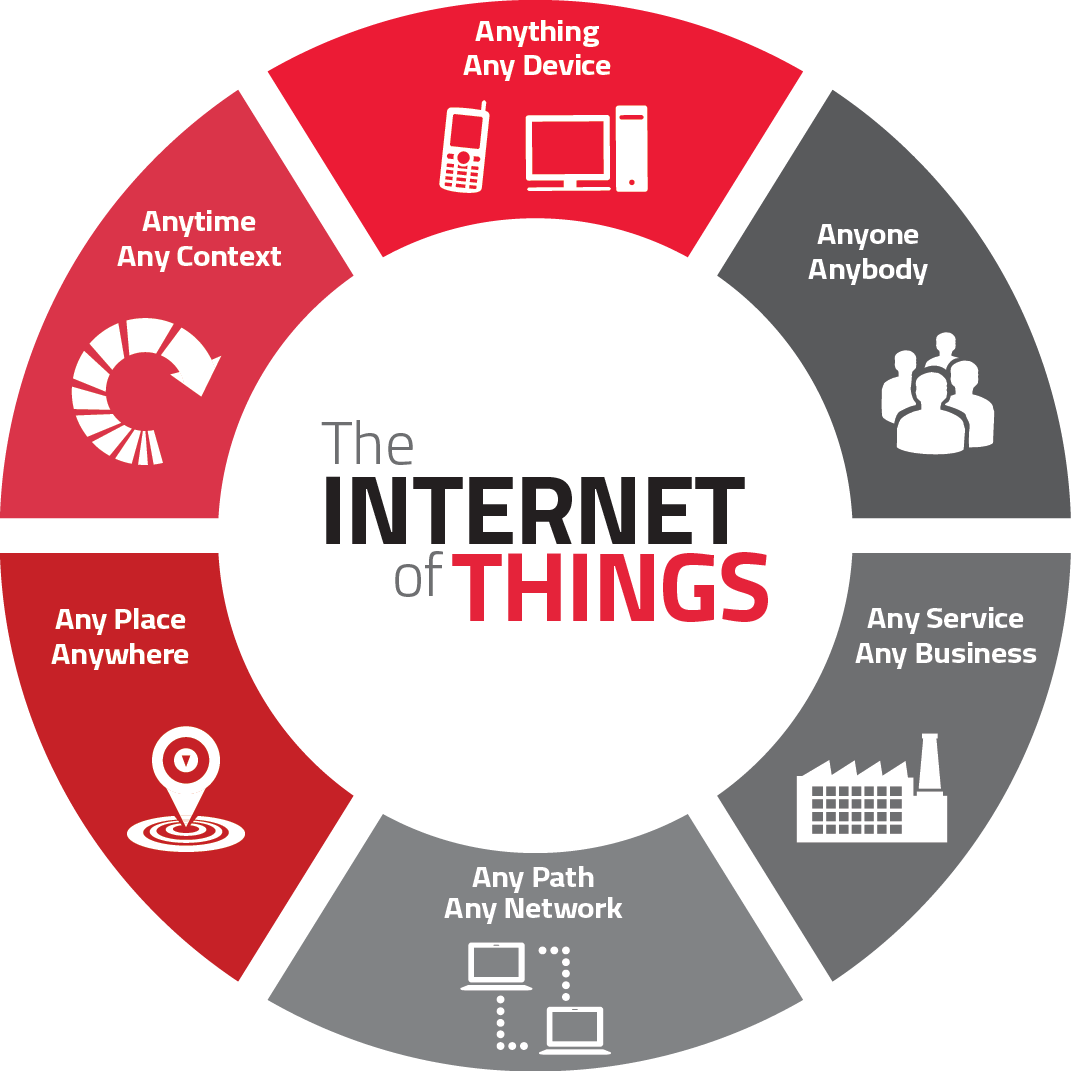 Anything
Any Device
Anyone
Anybody
Any Service
Any Business
Any Path
Any Network
Any Place
Anywhere
Anytime
Any Context
The
INTERNET
of THINGS